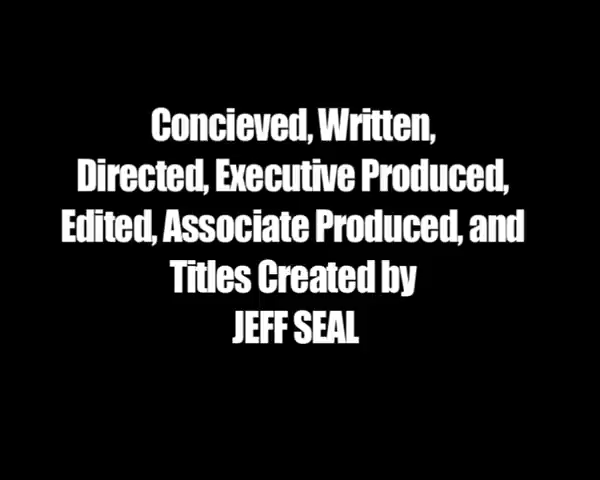 Concieved, Written,
Directed, Executive Produced,
Edited, Associate Produced, and
Titles Created by
JEFF SEAL